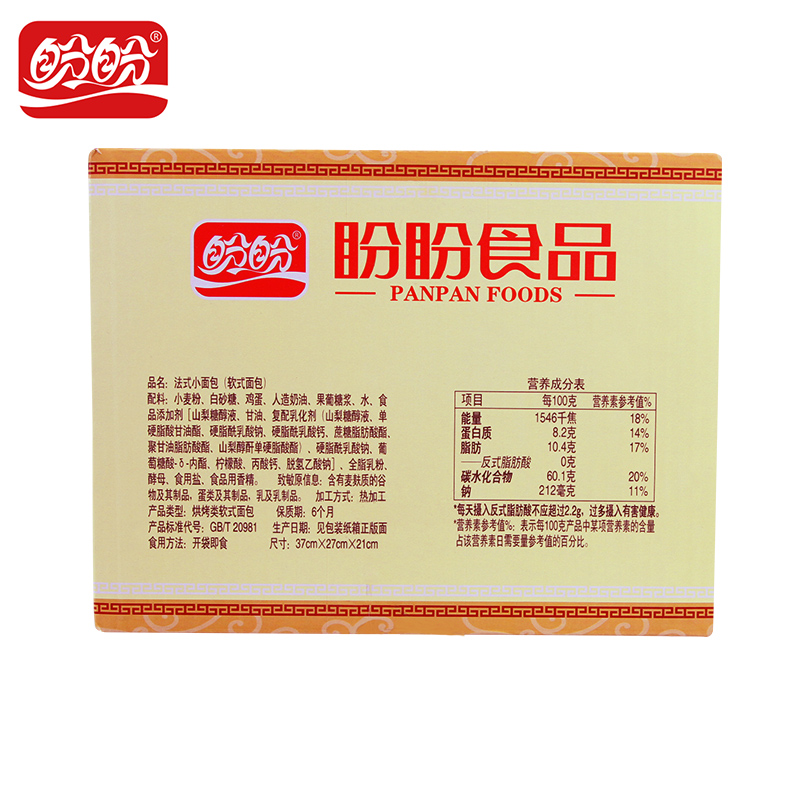 盼盼®
盼盼®
盼盼食品
PANPAN FOODS
品名：法式小面包（软式面包）
配料：小麦粉、白砂糖、鸡蛋、人造奶油、果葡糖浆、水、食
品添加剂［山梨糖醇液、甘油、复配乳化剂（山梨糖醇液、单
硬脂酸甘油酯、硬脂酰乳酸钠、硬脂酰乳酸钙、蔗糖脂肪酸酯、
聚甘油脂肪酸酯、山梨醇酐单硬脂酸酯）、硬脂酰乳酸钠、葡
萄糖酸-δ-内酯、柠檬酸、丙酸钙、脱氢乙酸钠］、全脂乳粉、
酵母、食用盐、食品用香精。 致敏原信息：含有麸质的谷
物及其制品，蛋类及其制品，乳及乳制品。 加工方式：热加工
产品类型：烘烤类软式面包 保质期：6个月
产品标准代号：GB/T 20981 生产日期：见包装纸箱正版面
食用方法：开袋即食 尺寸：37cm×27cm×21cm
营养成分表
项目 每100克 营养素参考值%
能量 1546千焦 18%
蛋白质 8.2克 14%
脂肪 10.4克 17%
——反式脂肪酸 0克
碳水化合物 60.1克 20%
钠 212毫克 11%
*每天摄入反式脂肪酸不应超过2.2g，过多摄入有害健康。
*营养素参考值%：表示每100克产品中某项营养素的含量
占该营养素日需要量参考值的百分比。